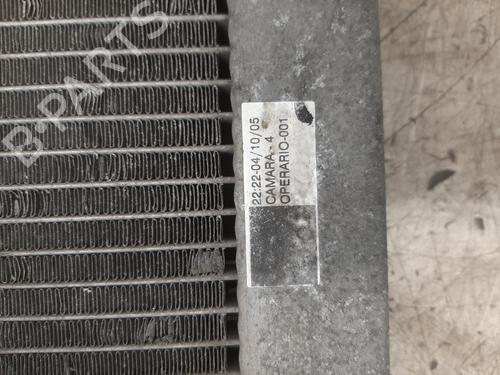 B-PARTS
22:22-04/10/05
CAMARA - 4
OPERARIO-001